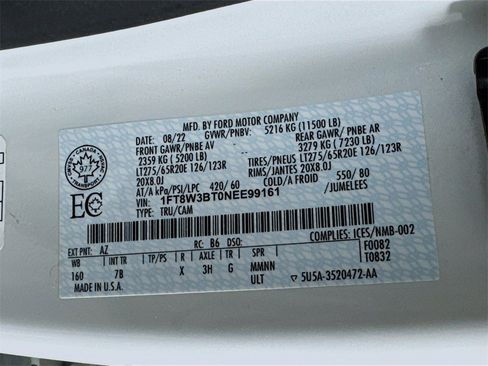 MFD. BY FORD MOTOR COMPANY
DATE: 08/22 GVWR/PNBV: 5216 KG (11500 LB)
FRONT GAWR/ PNBE AV REAR GAWR/ PNBE AR
2359 KG ( 5200 LB) 3279 KG ( 7230 LB)
LT275/65R20E 126/123R TIRES/PNEUS LT275/65R20E 126/123R
20X8.0J RIMS/JANTES 20X8.0J
AT/A kPa/PSI/LPC 420/ 60 COLD/A FROID 550/ 80
VIN: 1FT8W3BT0NEE99161 /JUMELEES
TYPE: TRU/CAM
CANADA
TRANSPORT
EC
COMPLIES: ICES/NMB-002
EXT PNT: AZ RC: B6 DSO: F0082
WB INT TR TP/PS R AXLE TR SPR T0832
160 7B X 3H G MMNN
MADE IN U.S.A. ULT 5U5A-3520472-AA